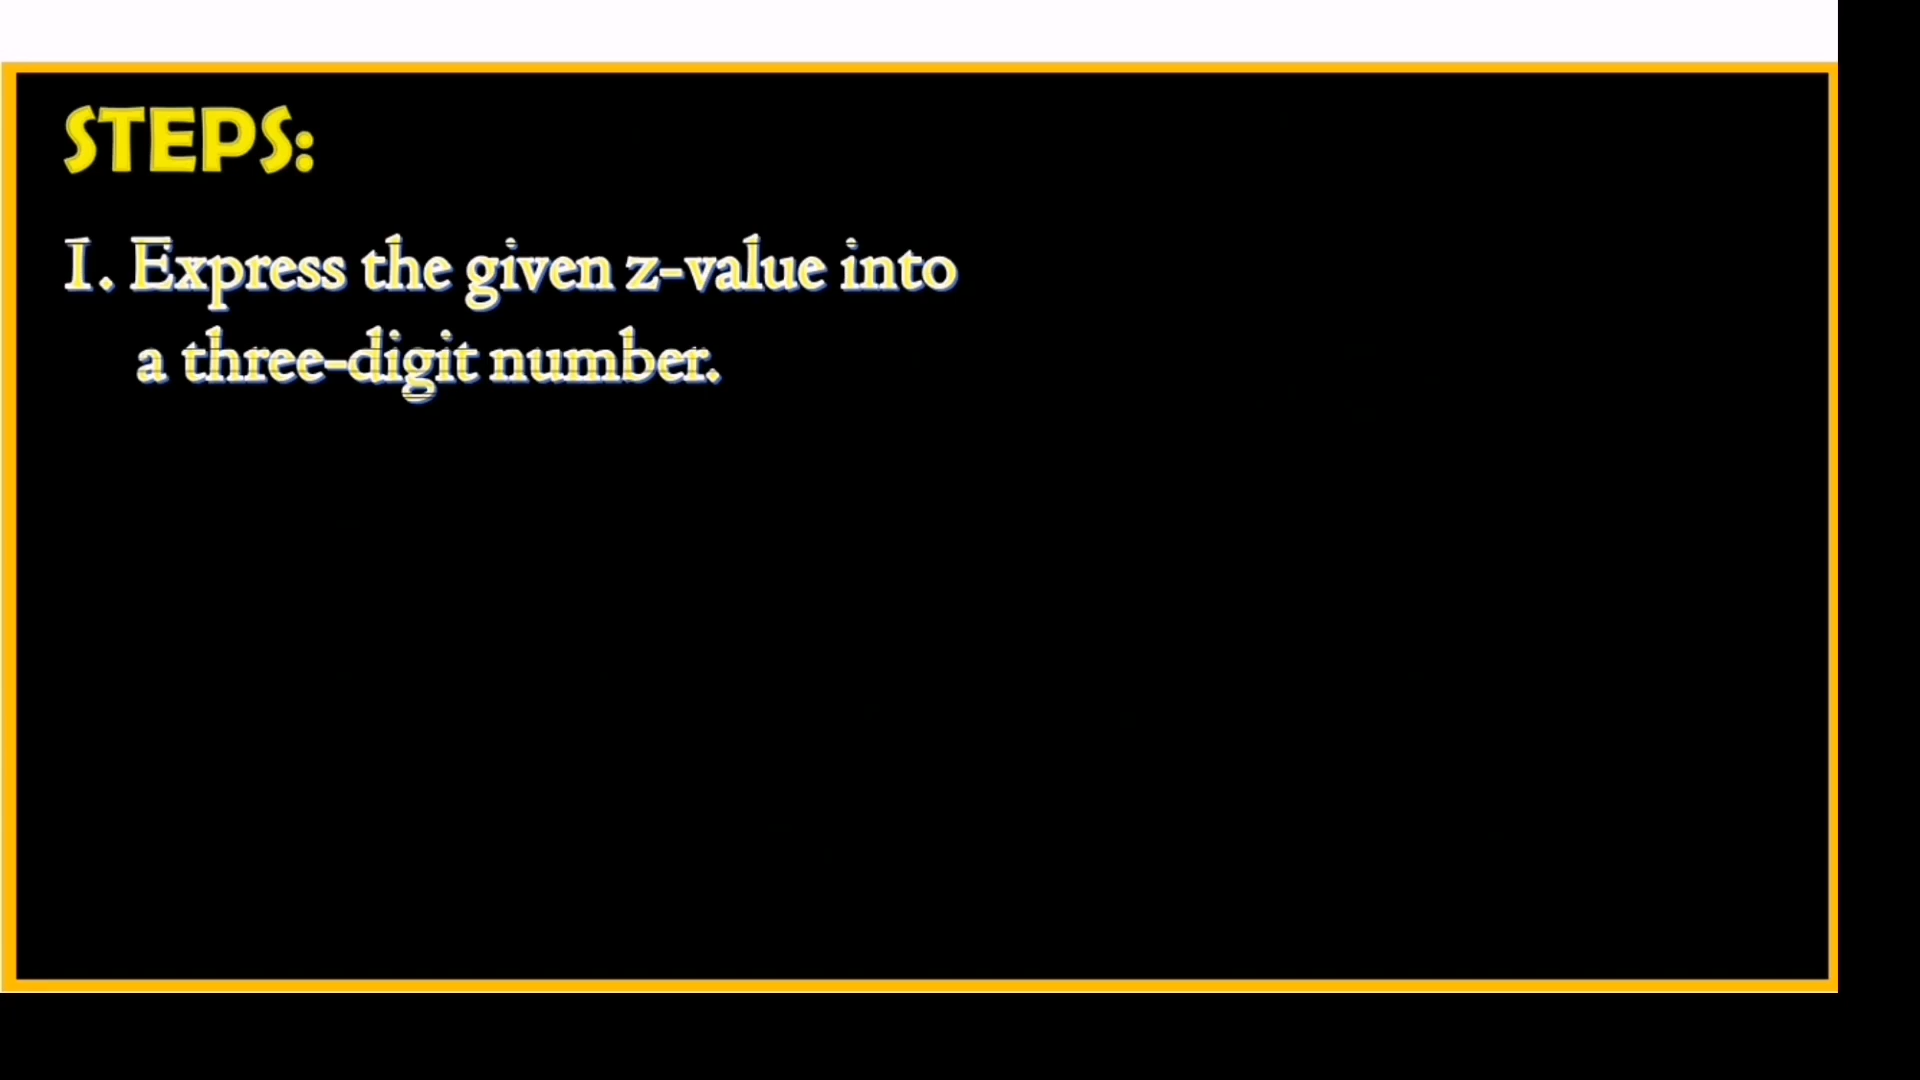 STEPS:
1. Express the given z-value into
a three-digit number.